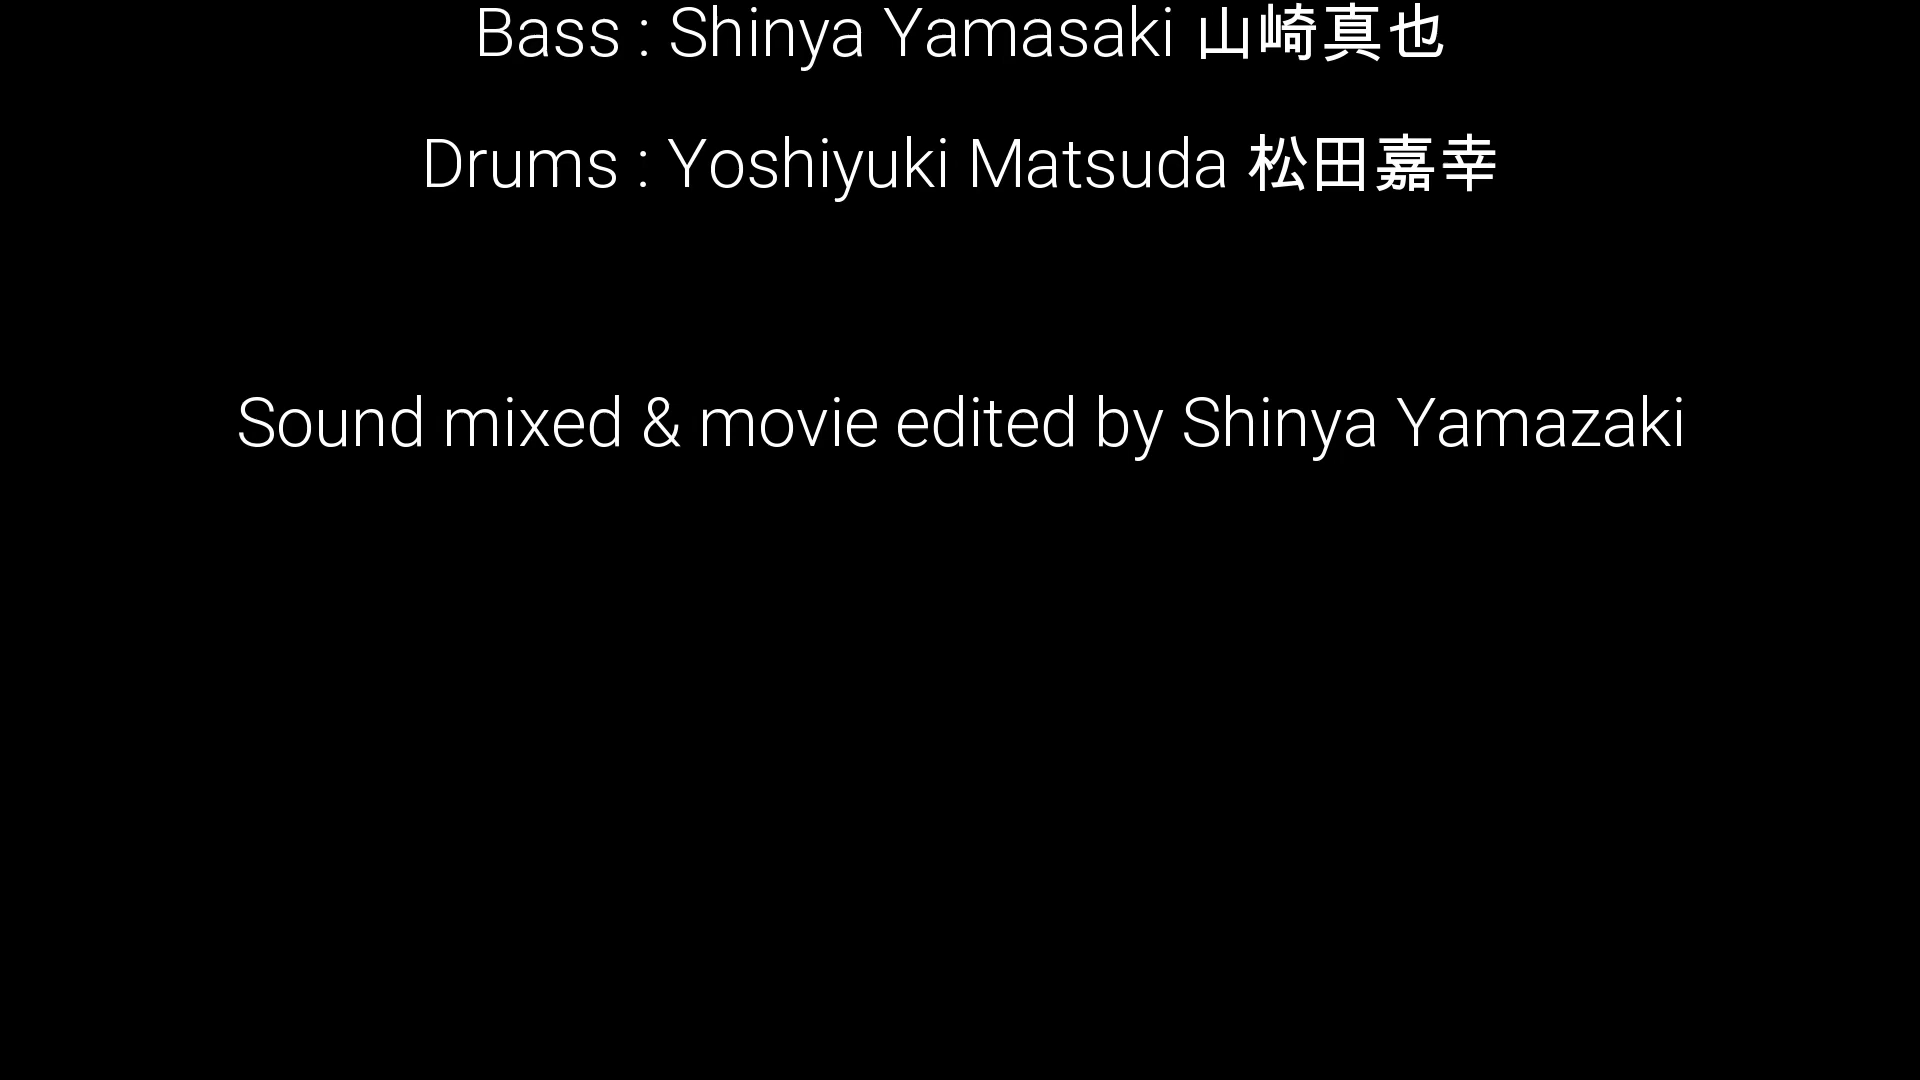 Bass : Shinya Yamasaki 山崎真也
Drums : Yoshiyuki Matsuda 松田嘉幸
Sound mixed & movie edited by Shinya Yamazaki